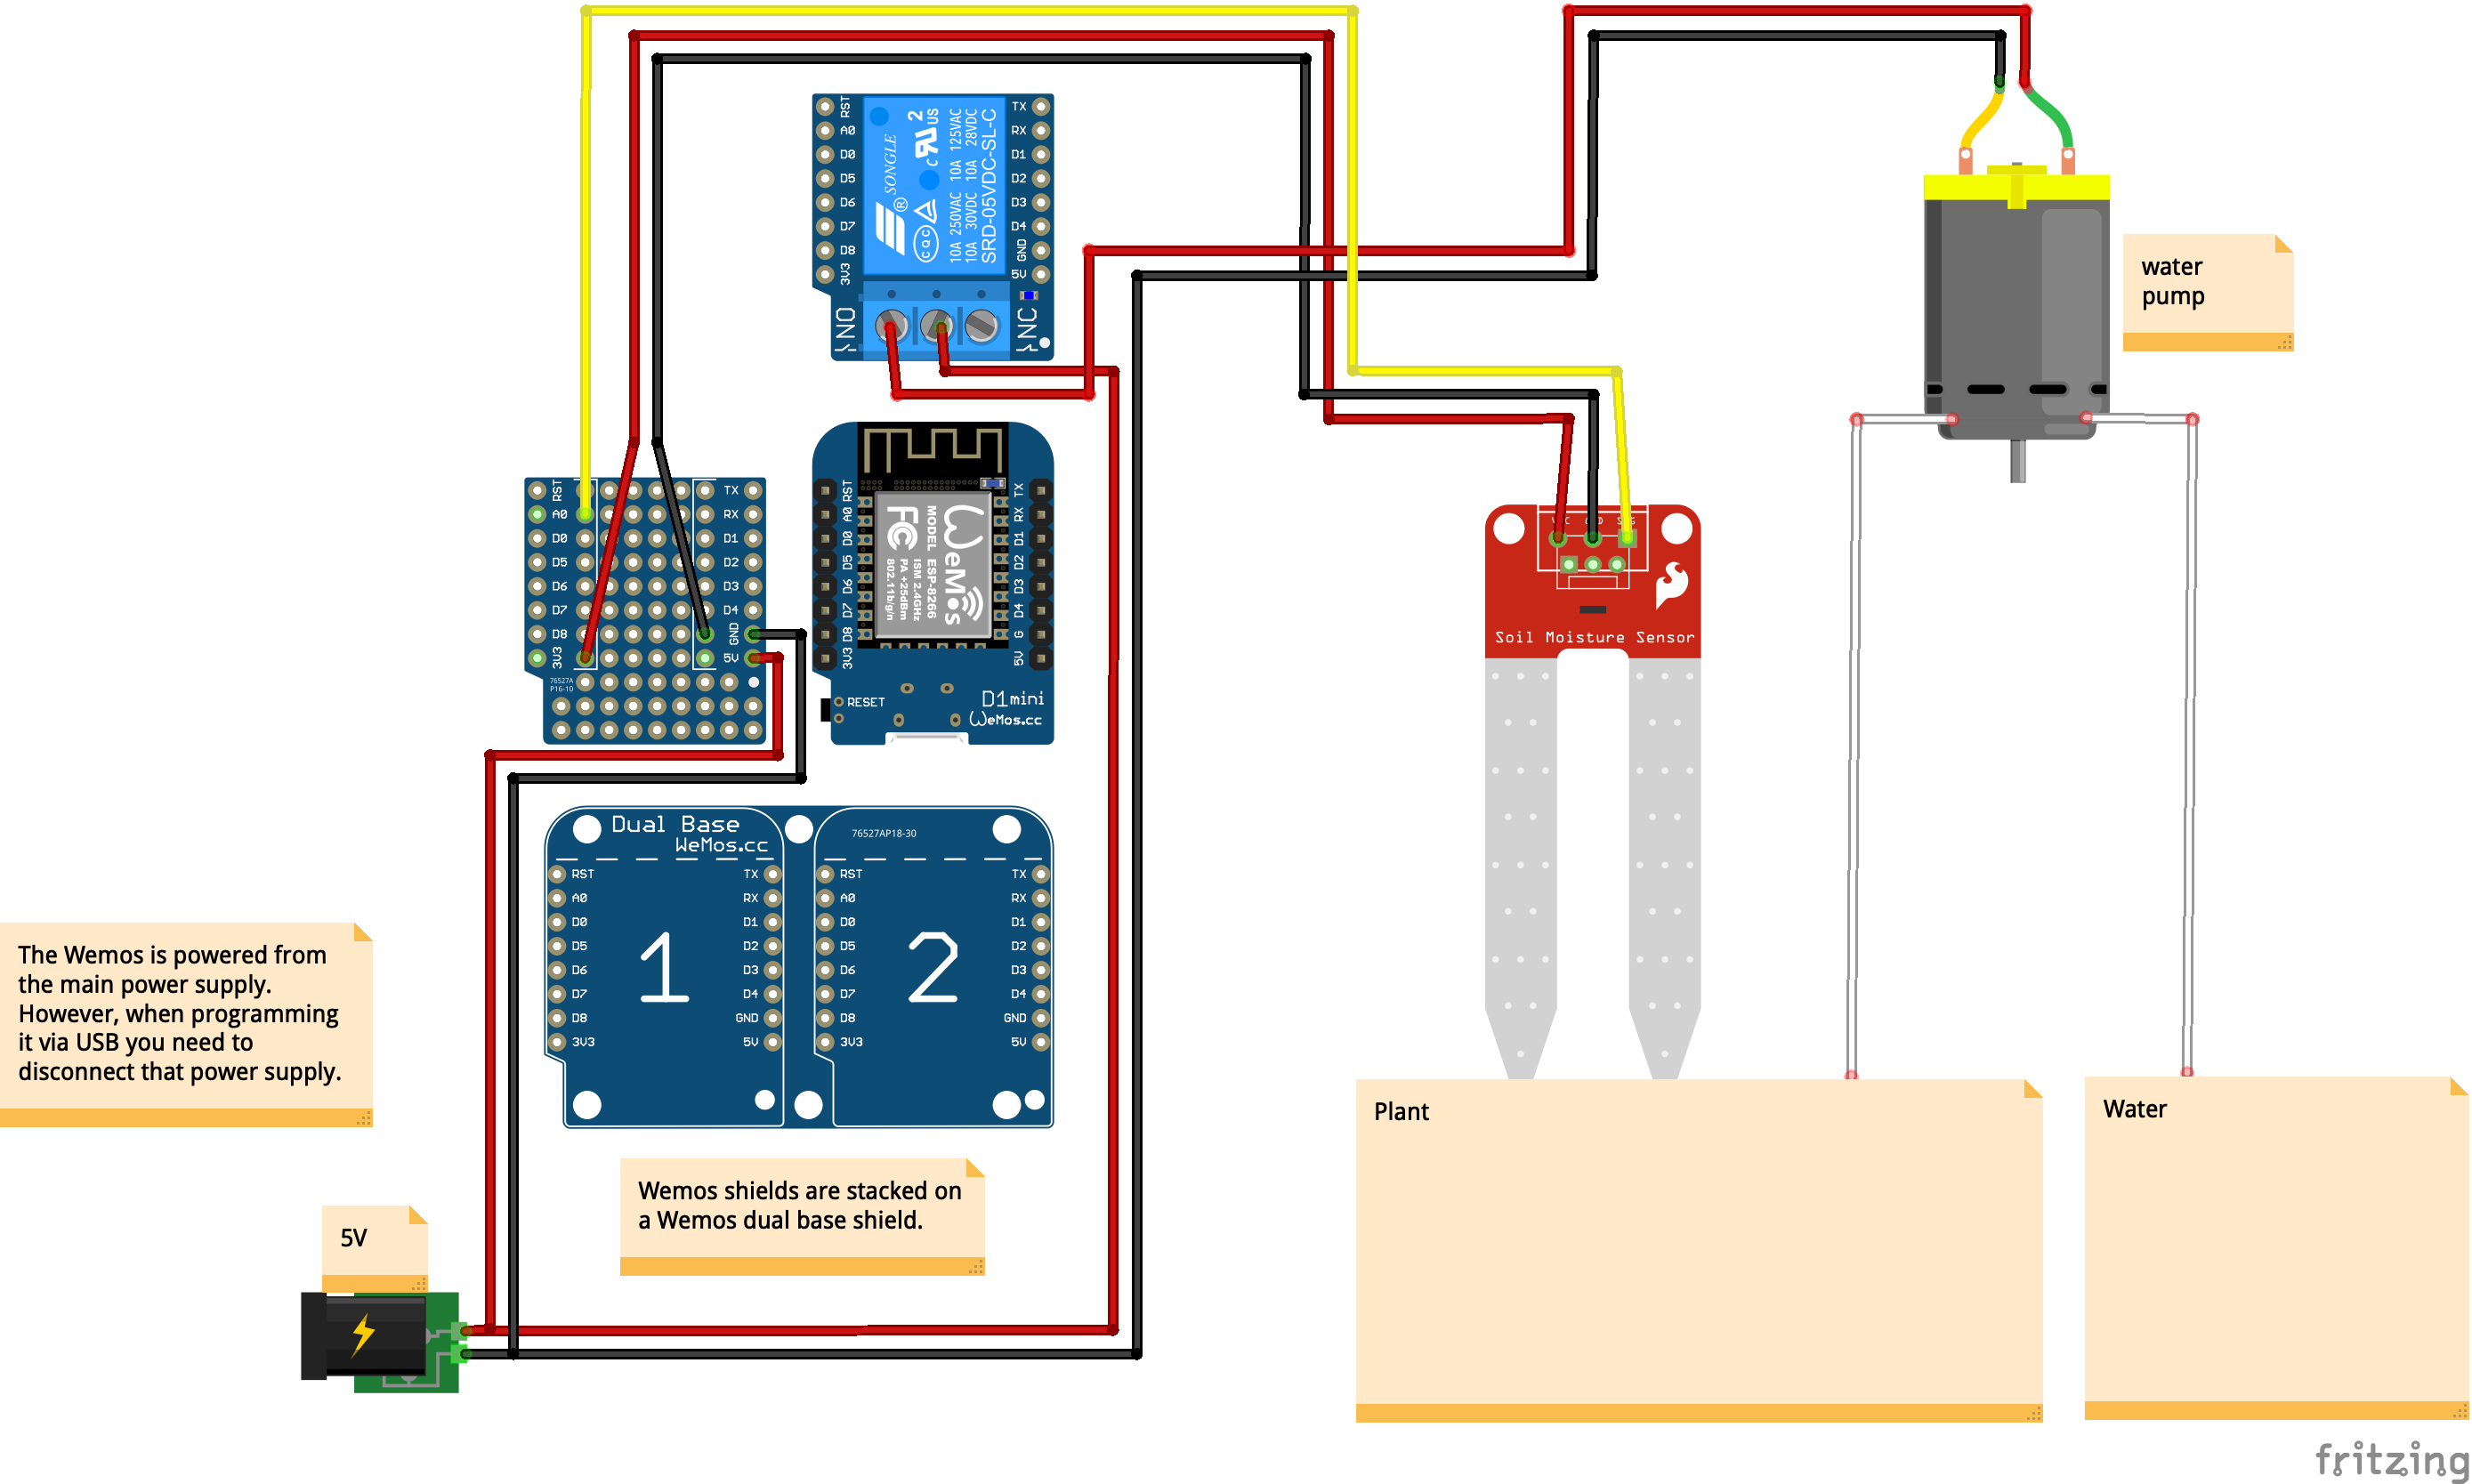 RST
A0
D0
D5
D6
D7
D8
3V3
TX
RX
D1
D2
D3
D4
GND
5V
SONGLE
®
CQC
c US
2
10A 250VAC 10A 125VAC
10A 30VDC 10A 28VDC
SRD-05VDC-SL-C
NO
NC
water
pump
RST
A0
D0
D5
D6
D7
D8
3V3
TX
RX
D1
D2
D3
D4
GND
5V
76527A
P16-10
RST
A0
D0
D5
D6
D7
D8
3V3
TX
RX
D1
D2
D3
D4
G
5V
WeMos
MODEL ESP-8266
ISM 2.4GHz
PA +25dBm
802.11b/g/n
FC
RESET
D1mini
WeMos.cc
Soil Moisture Sensor
Dual Base
WeMos.cc
76527AP18-30
RST
A0
D0
D5
D6
D7
D8
3V3
1
TX
RX
D1
D2
D3
D4
GND
5V
RST
A0
D0
D5
D6
D7
D8
3V3
2
TX
RX
D1
D2
D3
D4
GND
5V
The Wemos is powered from
the main power supply.
However, when programming
it via USB you need to
disconnect that power supply.
Wemos shields are stacked on
a Wemos dual base shield.
5V
Plant
Water
fritzing